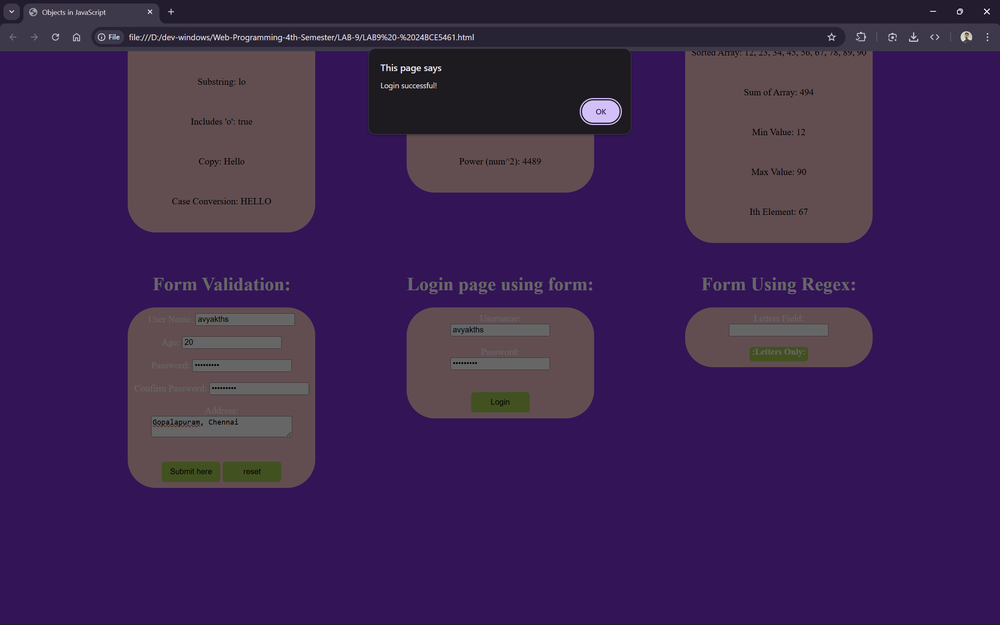 Objects in JavaScript
File
file:///D:/dev-windows/Web-Programming-4th-Semester/LAB-9/LAB9%20-%2024BCE5461.html
This page says
Login successful!
OK
Substring: lo
Includes 'o': true
Copy: Hello
Case Conversion: HELLO
Power (num^2): 4489
Sorted Array: 12, 23, 34, 45, 56, 67, 78, 89, 90
Sum of Array: 494
Min Value: 12
Max Value: 90
Ith Element: 67
Form Validation:
User Name: avyakths
Age: 20
Password: •••••••••
Confirm Password: •••••••••
Address:
Gopalapuram, Chennai
Submit here reset
Login page using form:
Username:
avyakths
Password:
•••••••••
Login
Form Using Regex:
Letters Field:
:Letters Only: